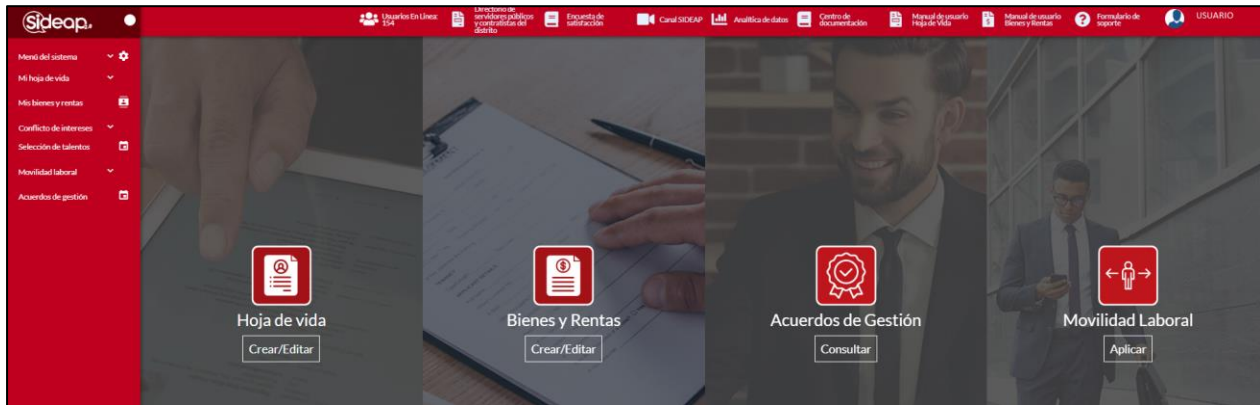 Sideap
Usuarios En Línea:
154
Directorio de
servidores públicos
y contratistas del
distrito
Encuesta de
satisfacción
Canal SIDEAP
Analítica de datos
Centro de
documentación
Manual de usuario
Hoja de Vida
Manual de usuario
Bienes y Rentas
Formulario de
soporte
USUARIO
Menú del sistema
Mi hoja de vida
Mis bienes y rentas
Conflicto de intereses
Selección de talentos
Movilidad laboral
Acuerdos de gestión
Hoja de vida
Crear/Editar
Bienes y Rentas
Crear/Editar
Acuerdos de Gestión
Consultar
Movilidad Laboral
Aplicar